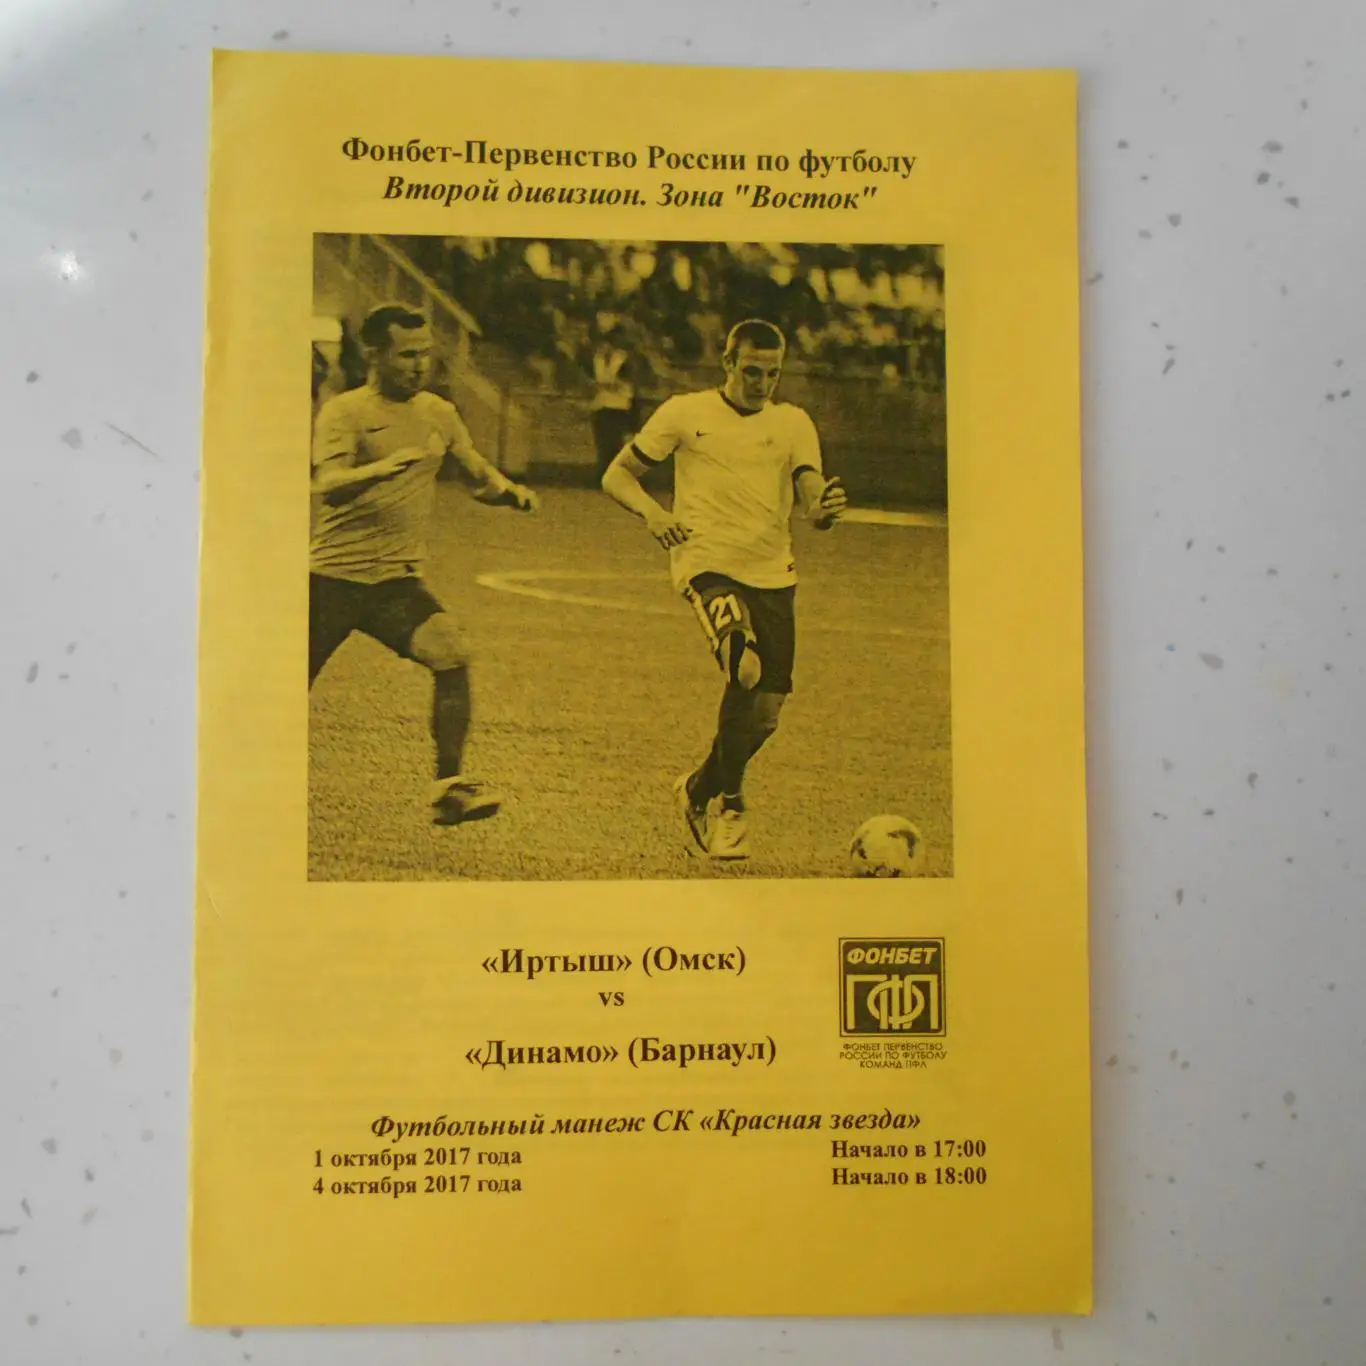 Фонбет-Первенство России по футболу
Второй дивизион. Зона "Восток"
21
«Иртыш» (Омск)
vs
«Динамо» (Барнаул)
ФОНБЕТ
ПФЛ
ФОНБЕТ ПЕРВЕНСТВО
РОССИИ ПО ФУТБОЛУ
КОМАНД ПФЛ
Футбольный манеж СК «Красная звезда»
1 октября 2017 года Начало в 17:00
4 октября 2017 года Начало в 18:00